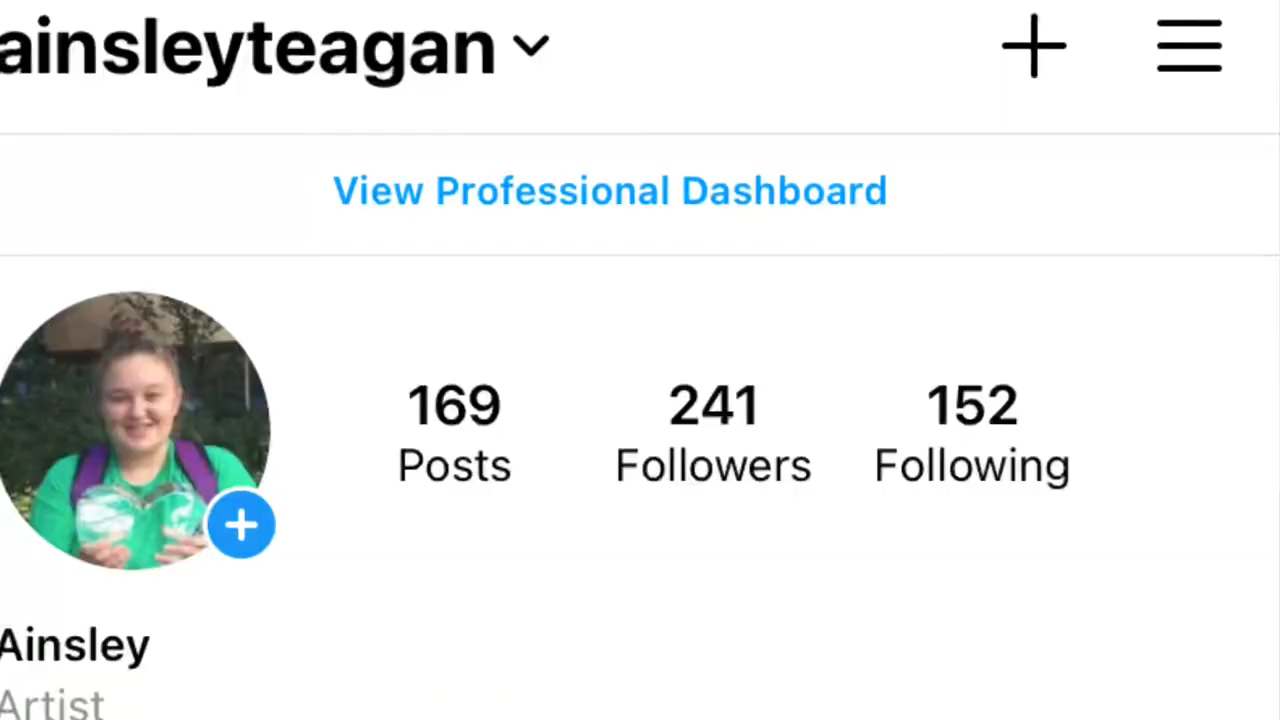 ainsleyteagan
View Professional Dashboard
169 241 152
Posts Followers Following
Ainsley
Artist